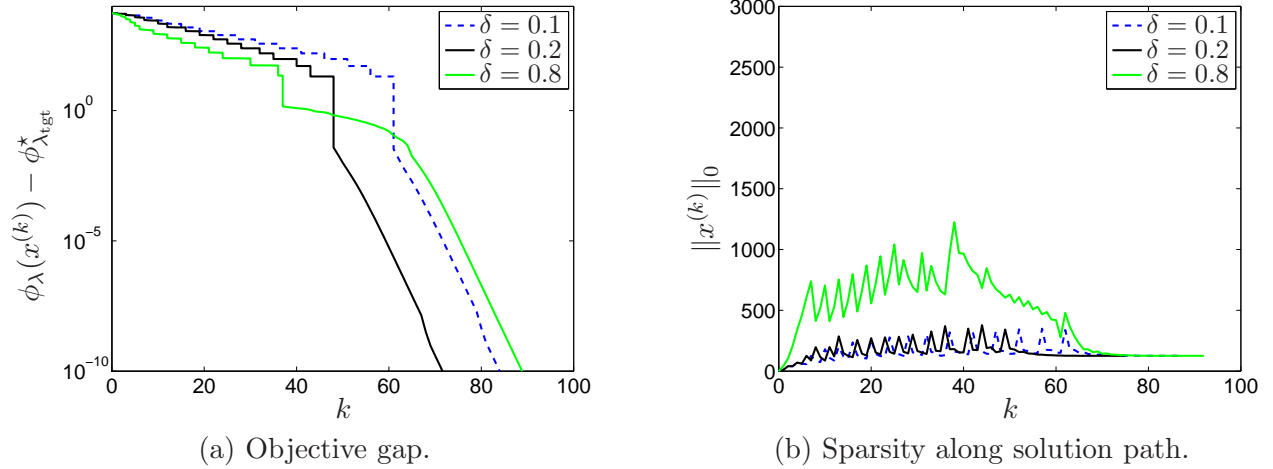 δ = 0.1
δ = 0.2
δ = 0.8
10^0
10^−5
10^−10
0
20
40
60
80
100
k
ϕ_λ(x^(k)) − ϕ^⋆_λtgt
(a) Objective gap.
δ = 0.1
δ = 0.2
δ = 0.8
3000
2500
2000
1500
1000
500
0
0
20
40
60
80
100
k
‖x^(k)‖_0
(b) Sparsity along solution path.